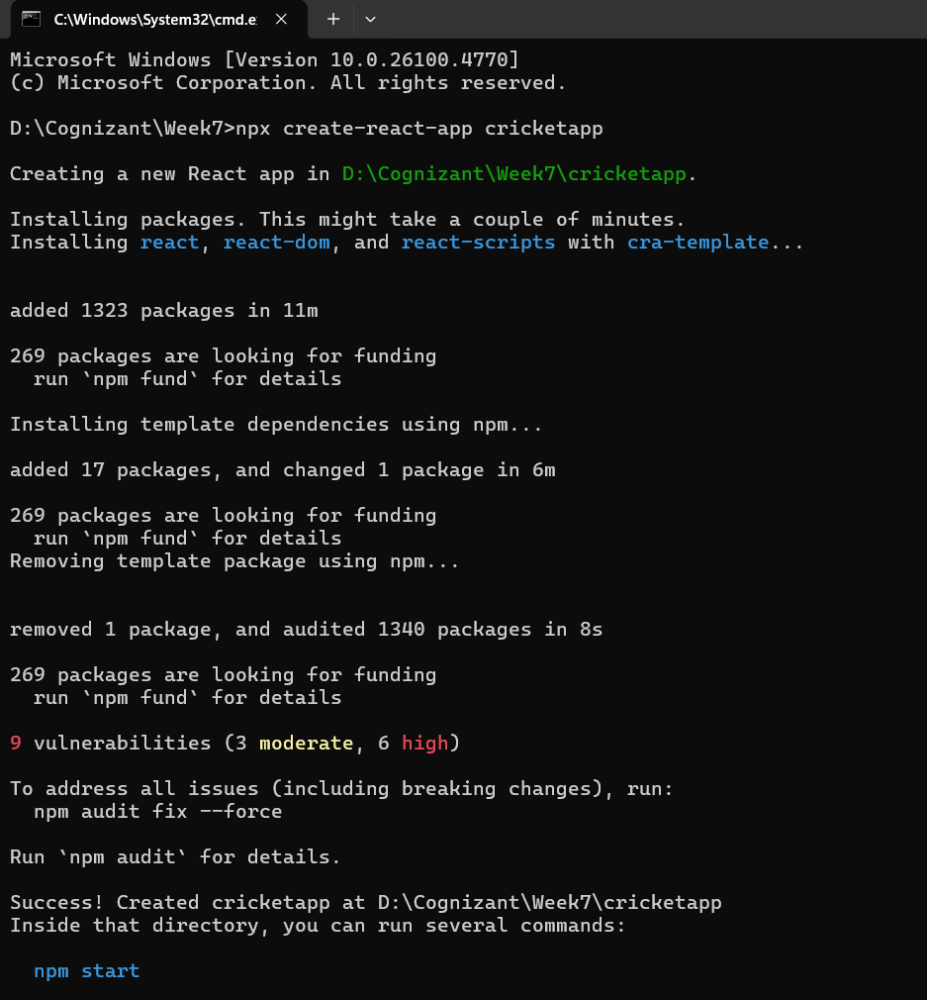 C:\Windows\System32\cmd.e
Microsoft Windows [Version 10.0.26100.4770]
(c) Microsoft Corporation. All rights reserved.
D:\Cognizant\Week7>npx create-react-app cricketapp
Creating a new React app in D:\Cognizant\Week7\cricketapp.
Installing packages. This might take a couple of minutes.
Installing react, react-dom, and react-scripts with cra-template...
added 1323 packages in 11m
269 packages are looking for funding
  run `npm fund` for details
Installing template dependencies using npm...
added 17 packages, and changed 1 package in 6m
269 packages are looking for funding
  run `npm fund` for details
Removing template package using npm...
removed 1 package, and audited 1340 packages in 8s
269 packages are looking for funding
  run `npm fund` for details
9 vulnerabilities (3 moderate, 6 high)
To address all issues (including breaking changes), run:
  npm audit fix --force
Run `npm audit` for details.
Success! Created cricketapp at D:\Cognizant\Week7\cricketapp
Inside that directory, you can run several commands:
  npm start